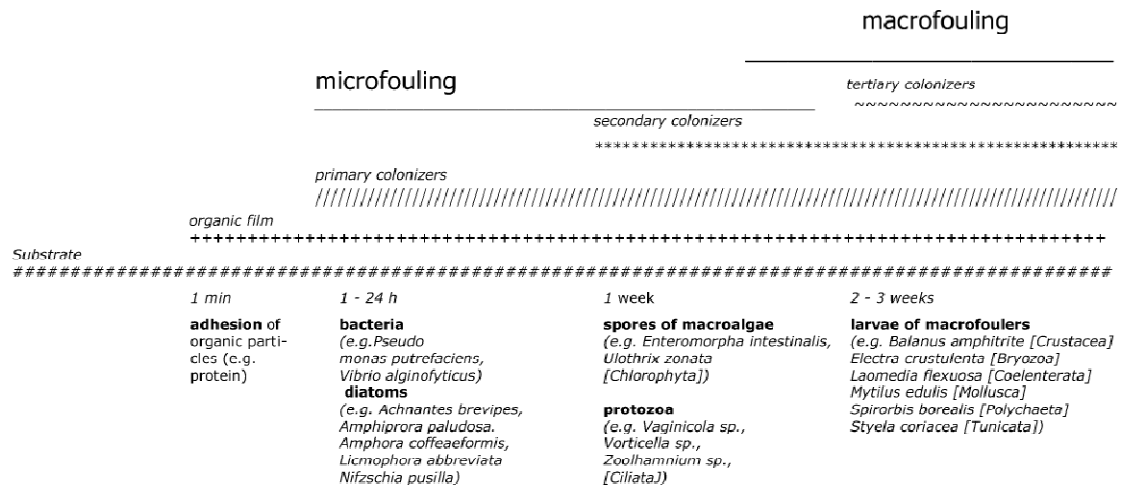 macrofouling
microfouling
tertiary colonizers
~~~~~~~~~~~~~~~~~~~~~~~
secondary colonizers
*********************************************************
primary colonizers
////////////////////////////////////////////////////////////////////////////////
organic film
++++++++++++++++++++++++++++++++++++++++++++++++++++++++++++++++++++++++++++++++
Substrate
################################################################################################
1 min
adhesion of
organic parti-
cles (e.g.
protein)
1 - 24 h
bacteria
(e.g.Pseudo
monas putrefaciens,
Vibrio alginofyticus)
diatoms
(e.g. Achnantes brevipes,
Amphiprora paludosa.
Amphora coffeaeformis,
Licmophora abbreviata
Nifzschia pusilla)
1 week
spores of macroalgae
(e.g. Enteromorpha intestinalis,
Ulothrix zonata
[Chlorophyta])
protozoa
(e.g. Vaginicola sp.,
Vorticella sp.,
Zoolhamnium sp.,
[CiliataJ)
2 - 3 weeks
larvae of macrofoulers
(e.g. Balanus amphitrite [Crustacea]
Electra crustulenta [Bryozoa]
Laomedia flexuosa [Coelenterata]
Mytilus edulis [Mollusca]
Spirorbis borealis [Polychaeta]
Styela coriacea [Tunicata])